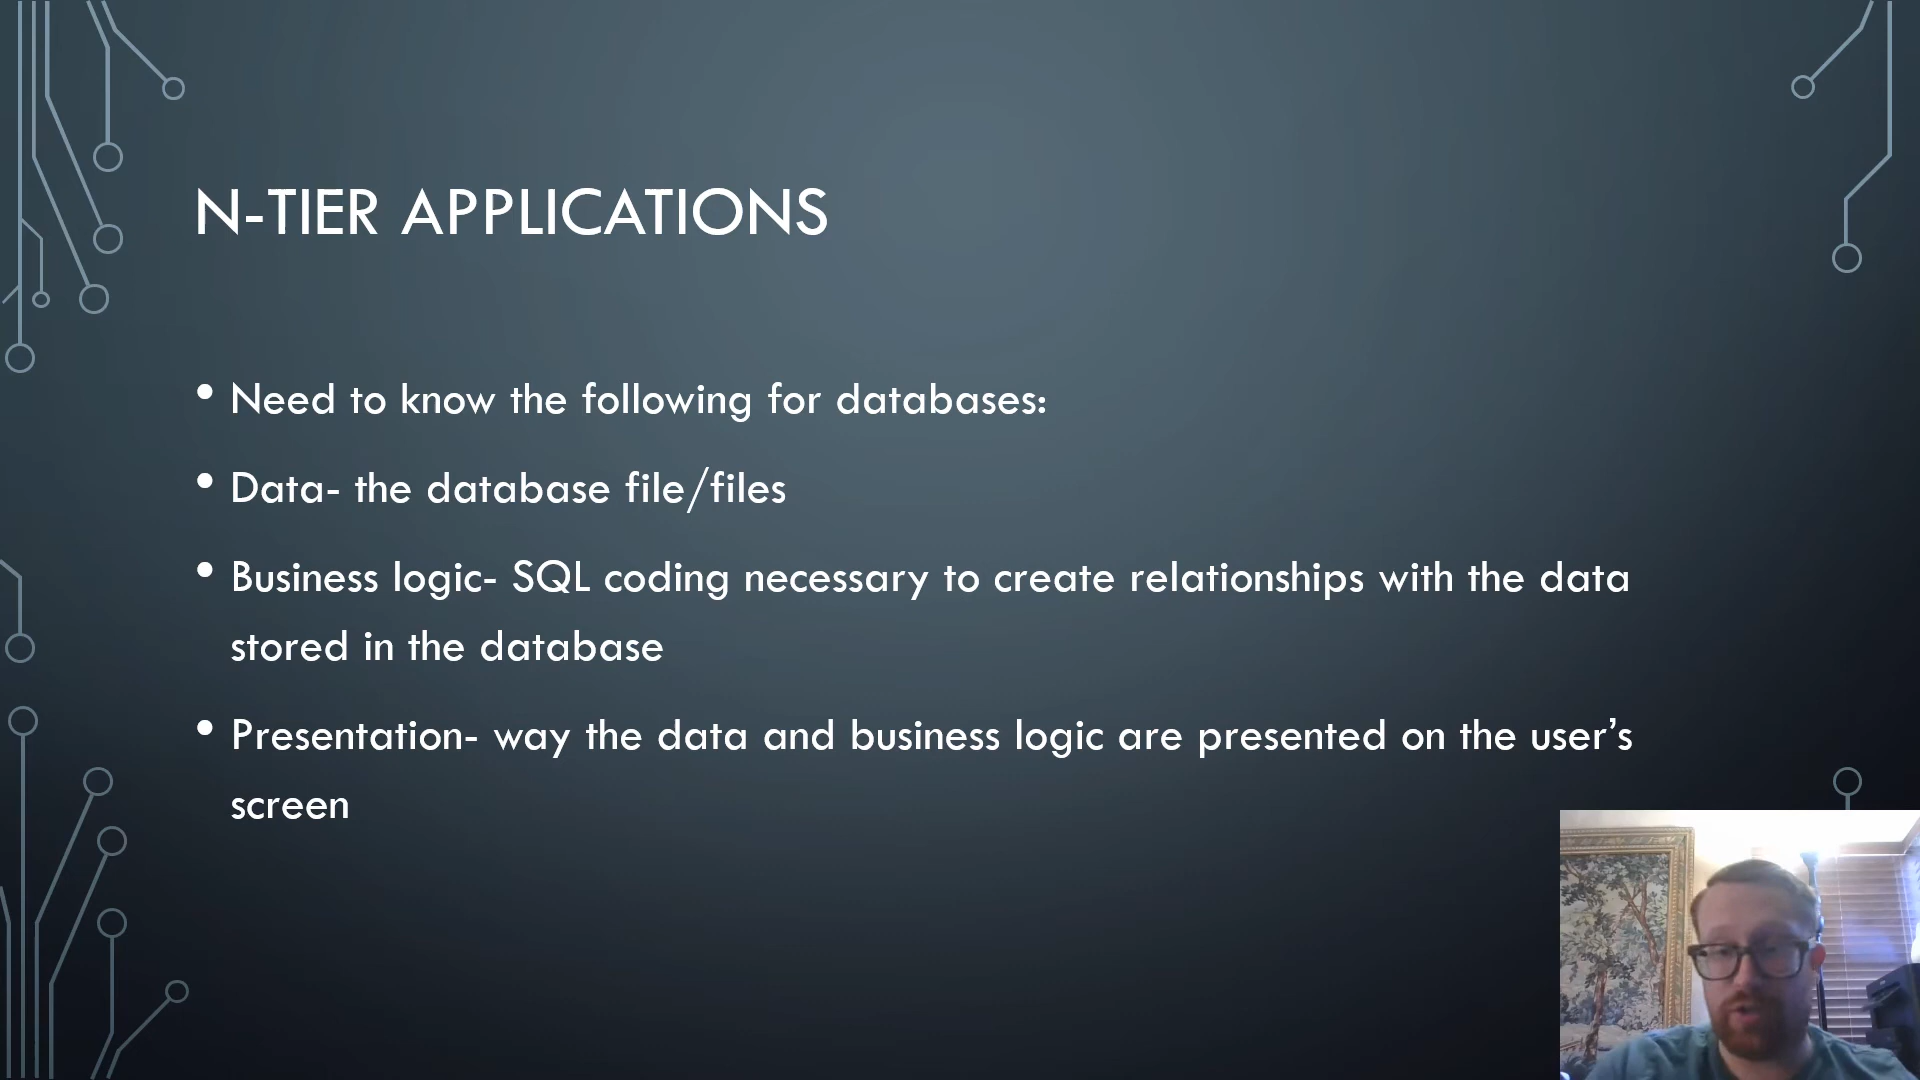 N-TIER APPLICATIONS
• Need to know the following for databases:
• Data- the database file/files
• Business logic- SQL coding necessary to create relationships with the data
stored in the database
• Presentation- way the data and business logic are presented on the user’s
screen